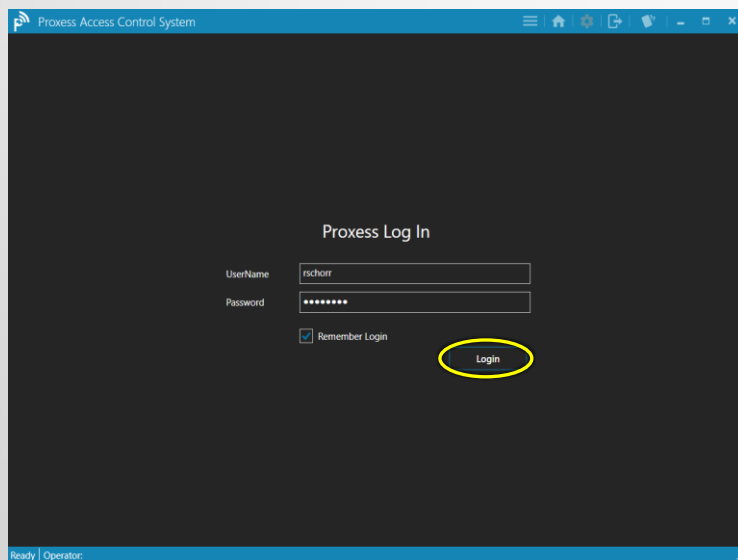 Proxess Access Control System
Proxess Log In
UserName rschorr
Password ••••••••
Remember Login
Login
Ready Operator: